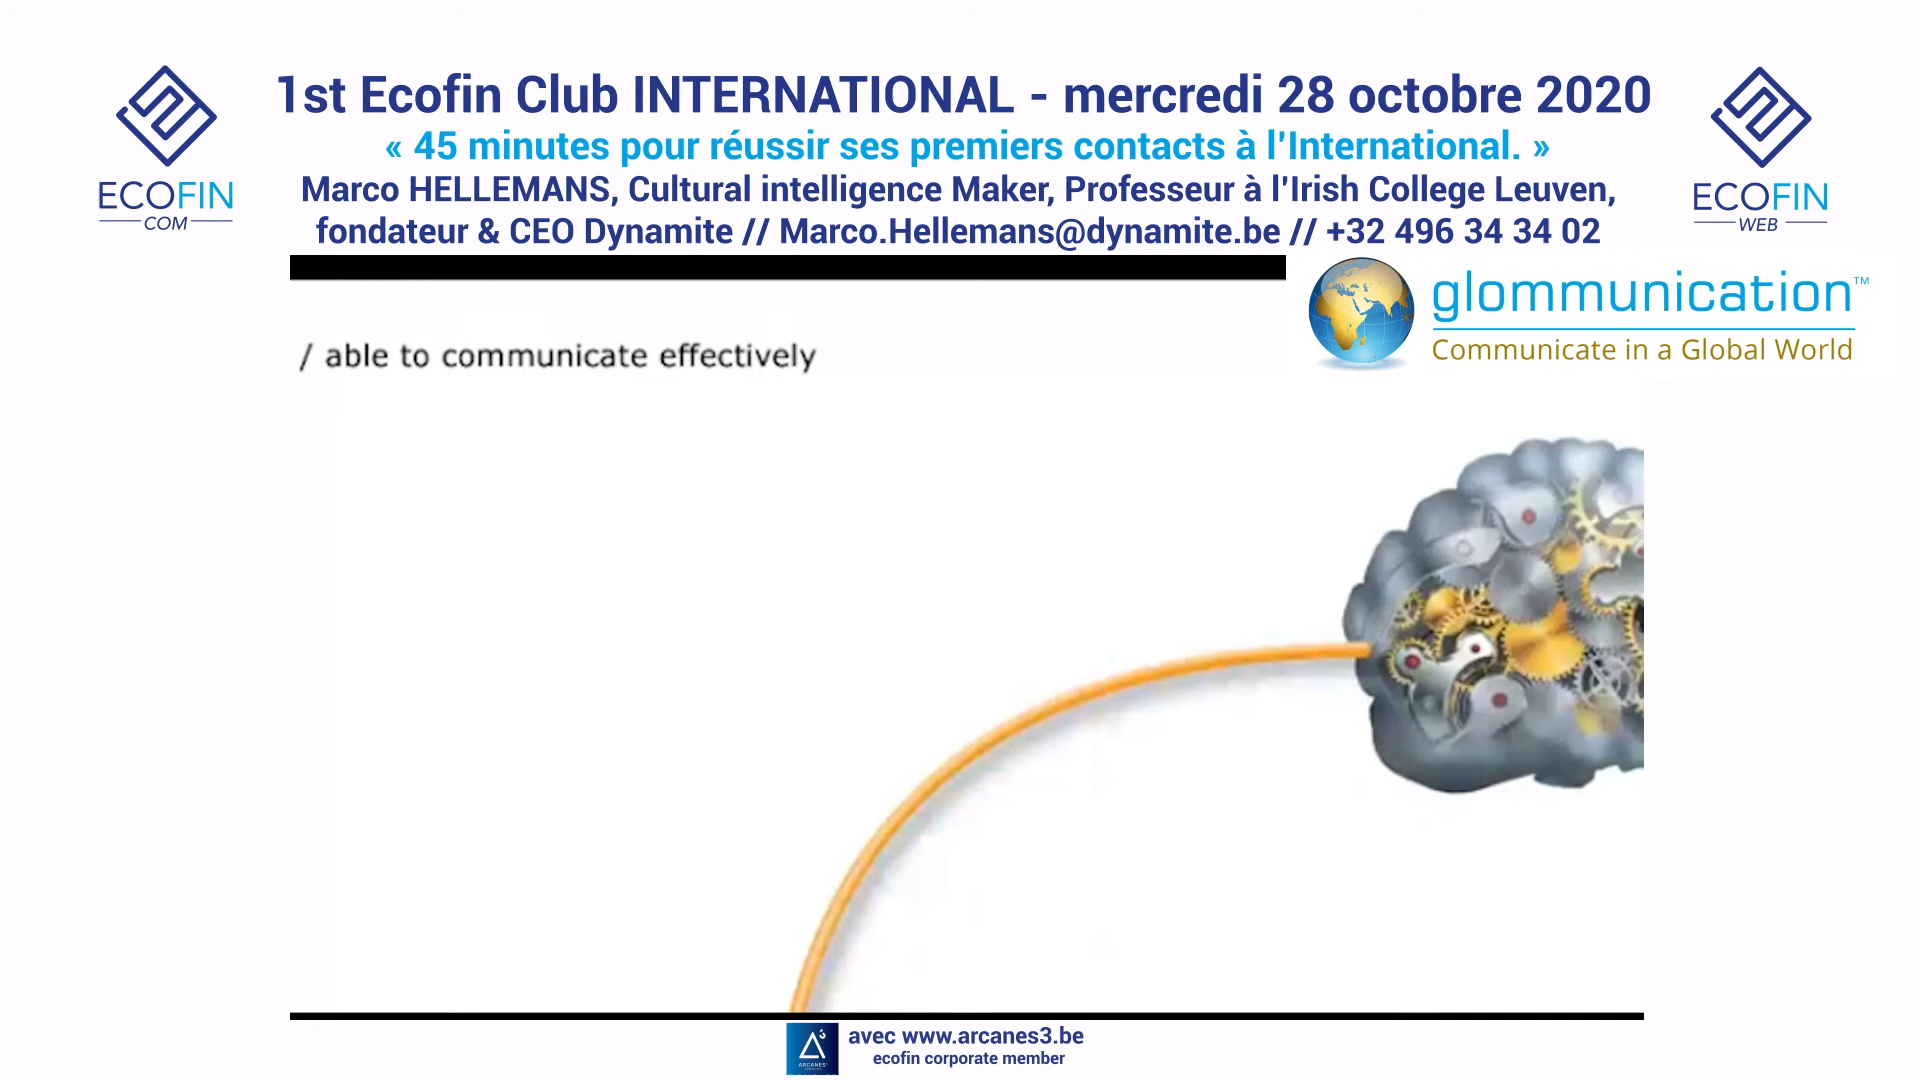 1st Ecofin Club INTERNATIONAL - mercredi 28 octobre 2020
« 45 minutes pour réussir ses premiers contacts à l'International. »
Marco HELLEMANS, Cultural intelligence Maker, Professeur à l'Irish College Leuven,
fondateur & CEO Dynamite // Marco.Hellemans@dynamite.be // +32 496 34 34 02
ECOFIN
COM
ECOFIN
WEB
glommunication™
Communicate in a Global World
/ able to communicate effectively
ARCANES³
avec www.arcanes3.be
ecofin corporate member